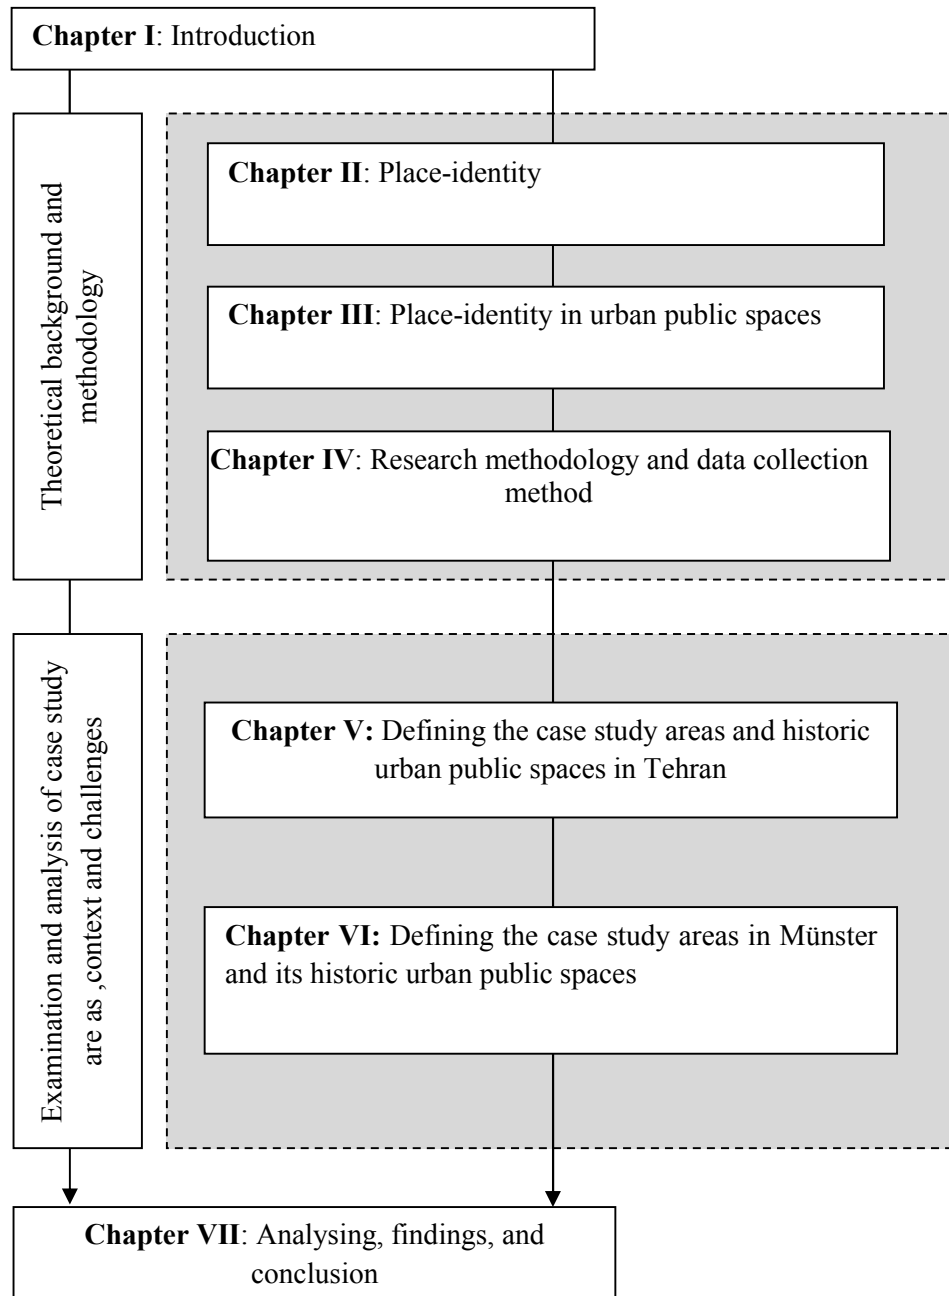 Chapter I: Introduction
Theoretical background and
methodology
Chapter II: Place-identity
Chapter III: Place-identity in urban public spaces
Chapter IV: Research methodology and data collection
method
Examination and analysis of case study
are as ,context and challenges
Chapter V: Defining the case study areas and historic
urban public spaces in Tehran
Chapter VI: Defining the case study areas in Münster
and its historic urban public spaces
Chapter VII: Analysing, findings, and
conclusion